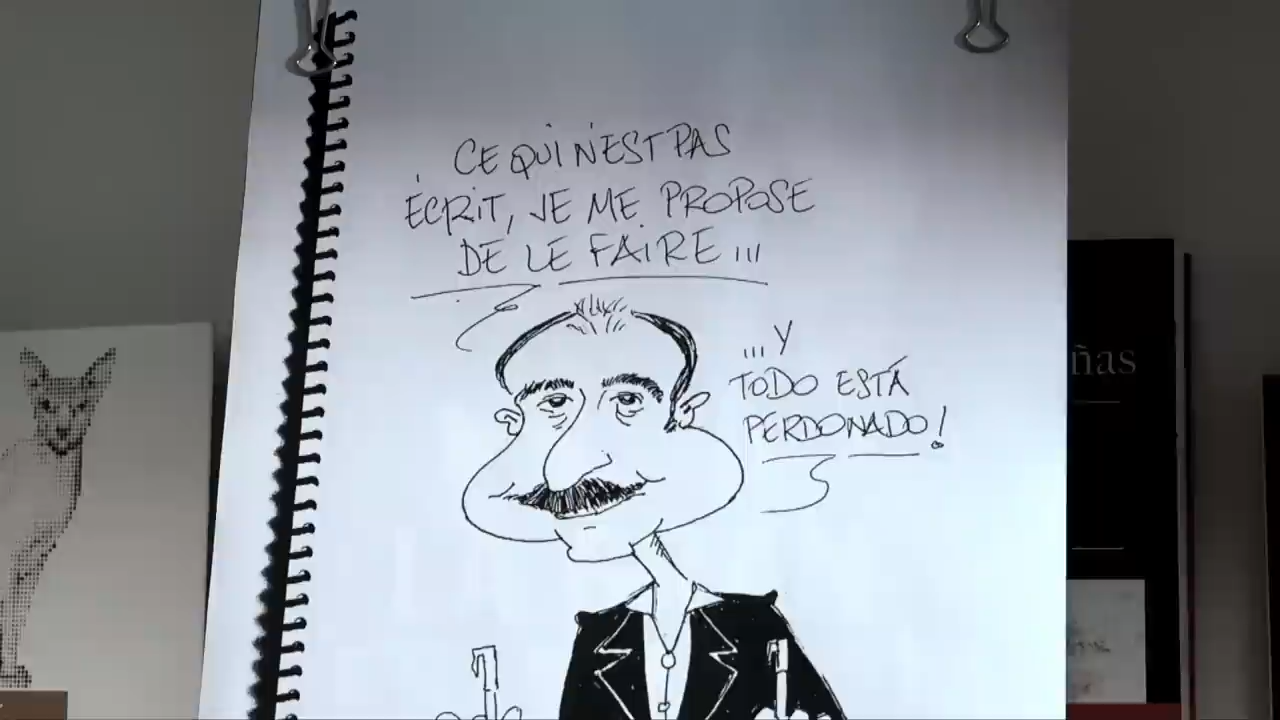 CE QUI N'EST PAS
ÉCRIT, JE ME PROPOSE
DE LE FAIRE...
...Y
TODO ESTÁ
PERDONADO!
ñas